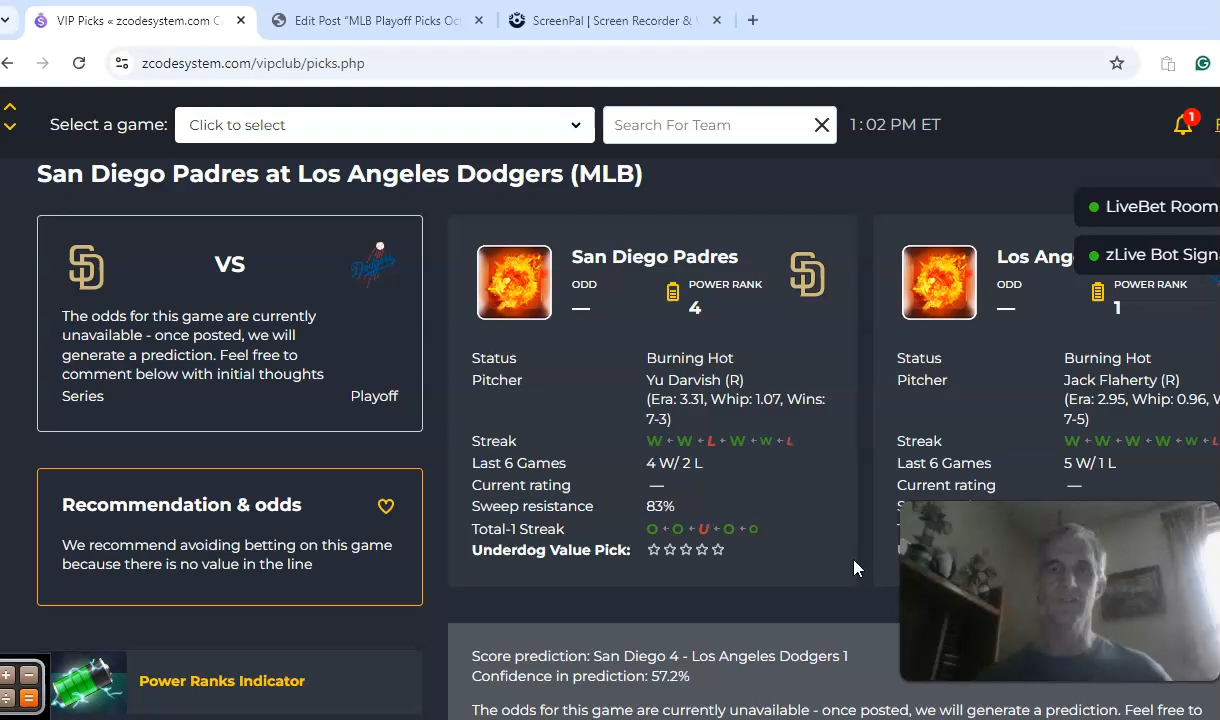 VIP Picks « zcodesystem.com C
Edit Post “MLB Playoff Picks Oct
ScreenPal | Screen Recorder &
zcodesystem.com/vipclub/picks.php
Select a game:
Click to select
Search For Team
1:02 PM ET
1
San Diego Padres at Los Angeles Dodgers (MLB)
LiveBet Room
zLive Bot Signa
SD
VS
Dodgers
The odds for this game are currently
unavailable - once posted, we will
generate a prediction. Feel free to
comment below with initial thoughts
Series
Playoff
San Diego Padres
ODD
—
POWER RANK
4
SD
Status
Burning Hot
Pitcher
Yu Darvish (R)
(Era: 3.31, Whip: 1.07, Wins:
7-3)
Streak
W W L W W L
Last 6 Games
4 W/ 2 L
Current rating
—
Sweep resistance
83%
Total-1 Streak
O O U O O
Underdog Value Pick:
Los Ang
ODD
—
POWER RANK
1
Status
Burning Hot
Pitcher
Jack Flaherty (R)
(Era: 2.95, Whip: 0.96, W
7-5)
Streak
W W W W W L
Last 6 Games
5 W/ 1 L
Current rating
—
Recommendation & odds
We recommend avoiding betting on this game
because there is no value in the line
Power Ranks Indicator
Score prediction: San Diego 4 - Los Angeles Dodgers 1
Confidence in prediction: 57.2%
The odds for this game are currently unavailable - once posted, we will generate a prediction. Feel free to